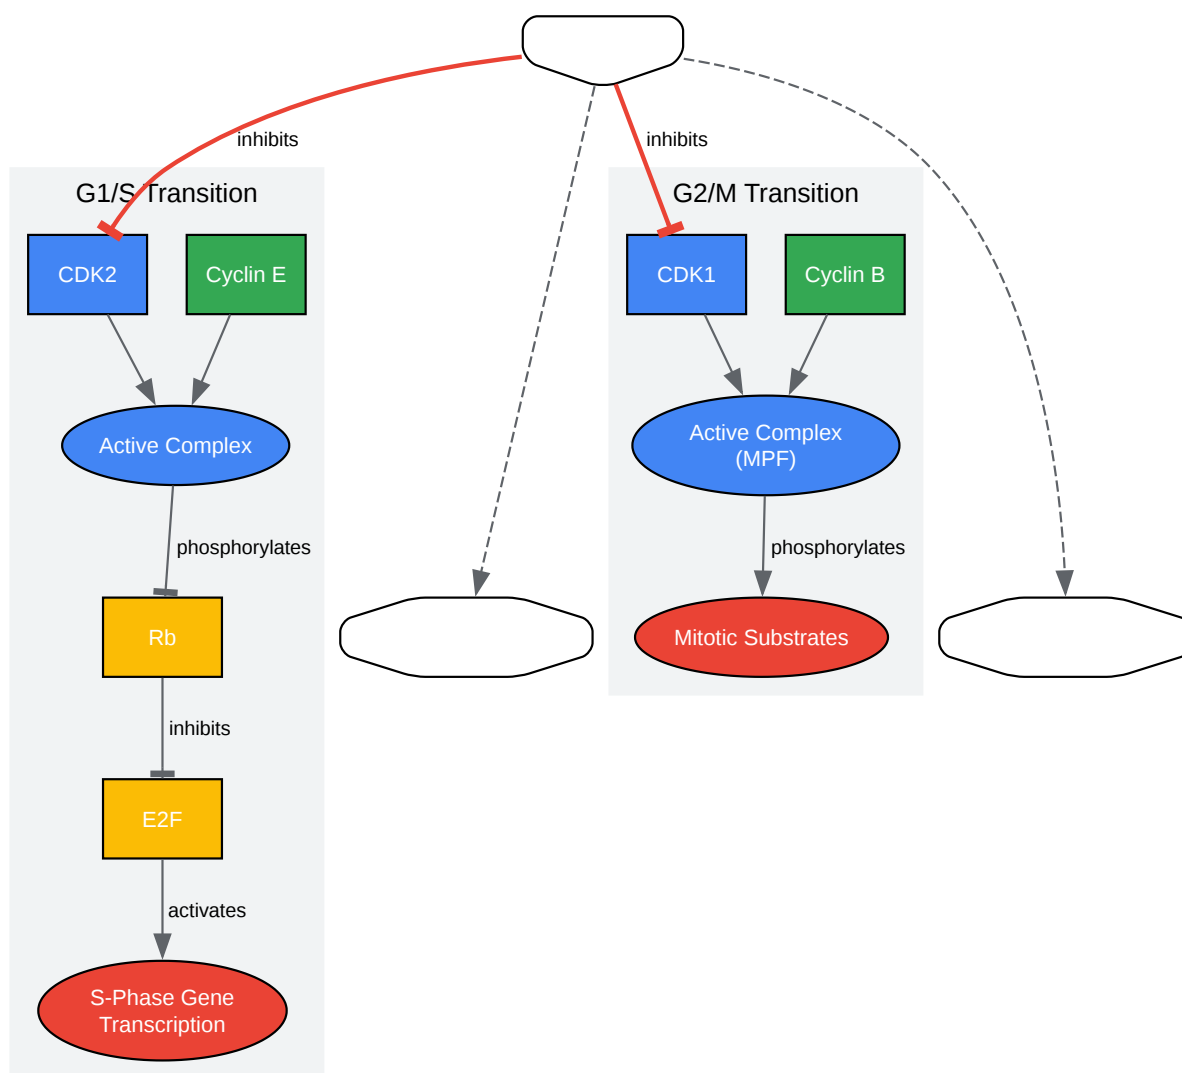 inhibits
inhibits
G1/S Transition
G2/M Transition
CDK2
Cyclin E
CDK1
Cyclin B
Active Complex
Active Complex
(MPF)
phosphorylates
phosphorylates
Rb
Mitotic Substrates
inhibits
E2F
activates
S-Phase Gene
Transcription